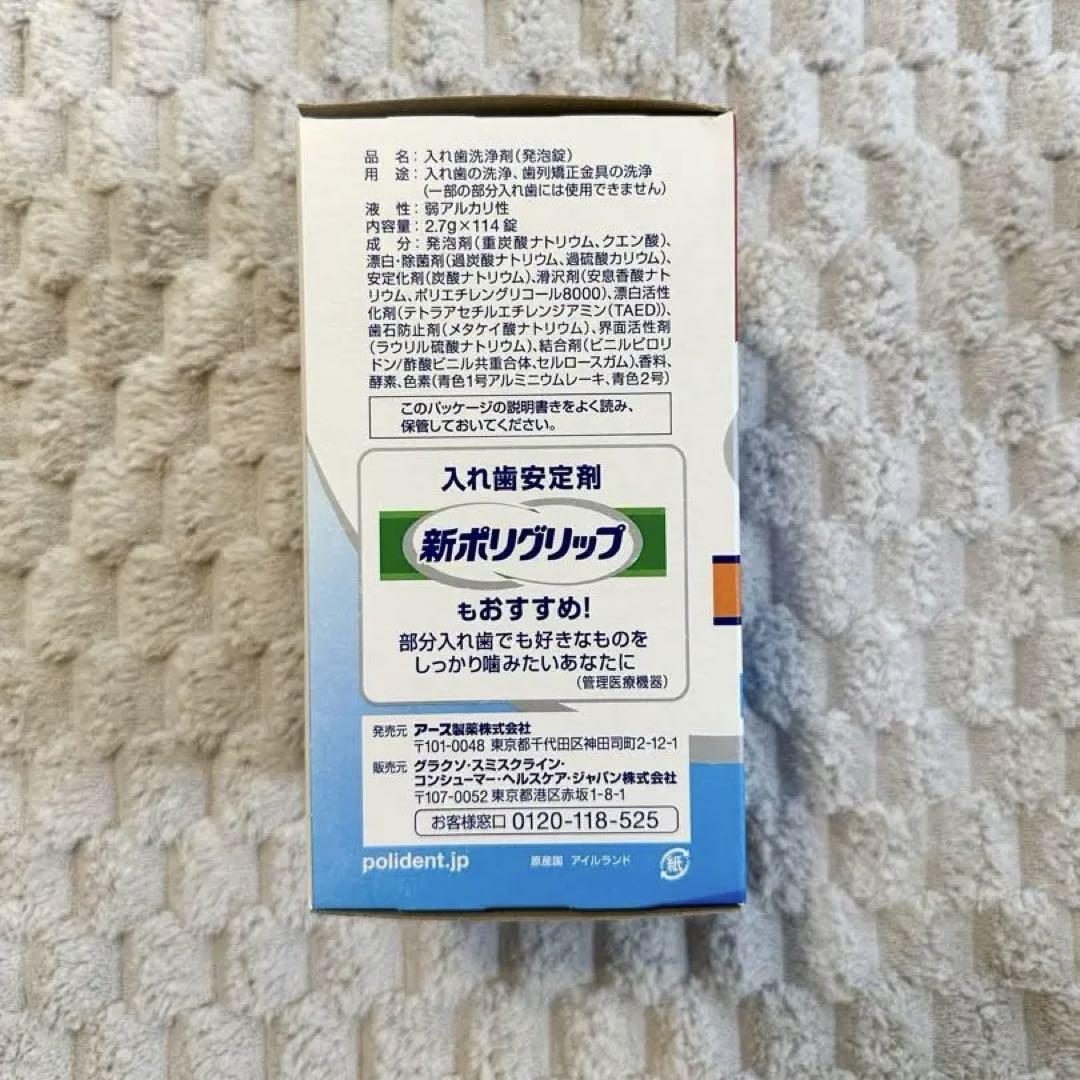 品　名：入れ歯洗浄剤（発泡錠）
用　途：入れ歯の洗浄、歯列矯正金具の洗浄
（一部の部分入れ歯には使用できません）
液　性：弱アルカリ性
内容量：2.7g×114錠
成　分：発泡剤（重炭酸ナトリウム、クエン酸）、
漂白・除菌剤（過炭酸ナトリウム、過硫酸カリウム）、
安定化剤（炭酸ナトリウム）、滑沢剤（安息香酸ナト
リウム、ポリエチレングリコール8000）、漂白活性
化剤（テトラアセチルエチレンジアミン（TAED））、
歯石防止剤（メタケイ酸ナトリウム）、界面活性剤
（ラウリル硫酸ナトリウム）、結合剤（ビニルピロリ
ドン/酢酸ビニル共重合体、セルロースガム）、香料、
酵素、色素（青色1号アルミニウムレーキ、青色2号）
このパッケージの説明書きをよく読み、
保管しておいてください。
入れ歯安定剤
新ポリグリップ
もおすすめ！
部分入れ歯でも好きなものを
しっかり噛みたいあなたに
（管理医療機器）
発売元 アース製薬株式会社
〒101-0048 東京都千代田区神田司町2-12-1
販売元 グラクソ・スミスクライン・
コンシューマー・ヘルスケア・ジャパン株式会社
〒107-0052 東京都港区赤坂1-8-1
お客様窓口 0120-118-525
polident.jp　原産国　アイルランド　紙